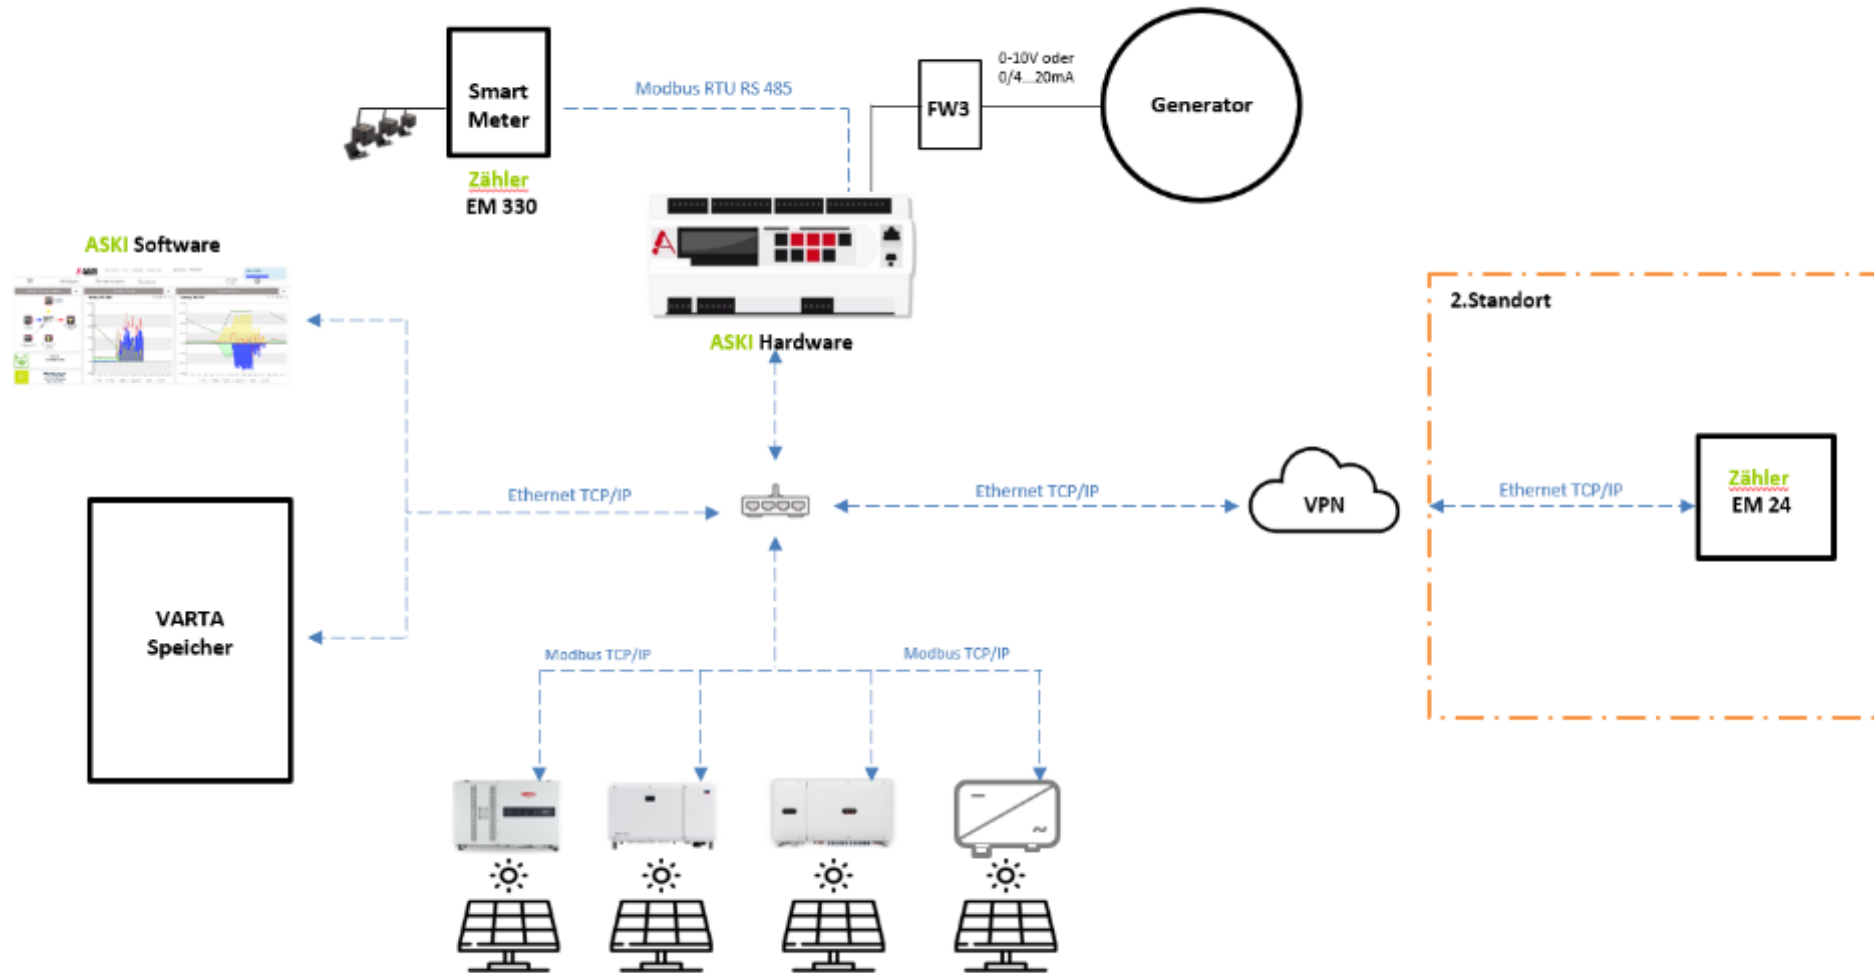 Smart
Meter
Zähler
EM 330
Modbus RTU RS 485
FW3
0-10V oder
0/4...20mA
Generator
ASKI Software
ASKI Hardware
2.Standort
Ethernet TCP/IP
Ethernet TCP/IP
VPN
Ethernet TCP/IP
Zähler
EM 24
VARTA
Speicher
Modbus TCP/IP
Modbus TCP/IP